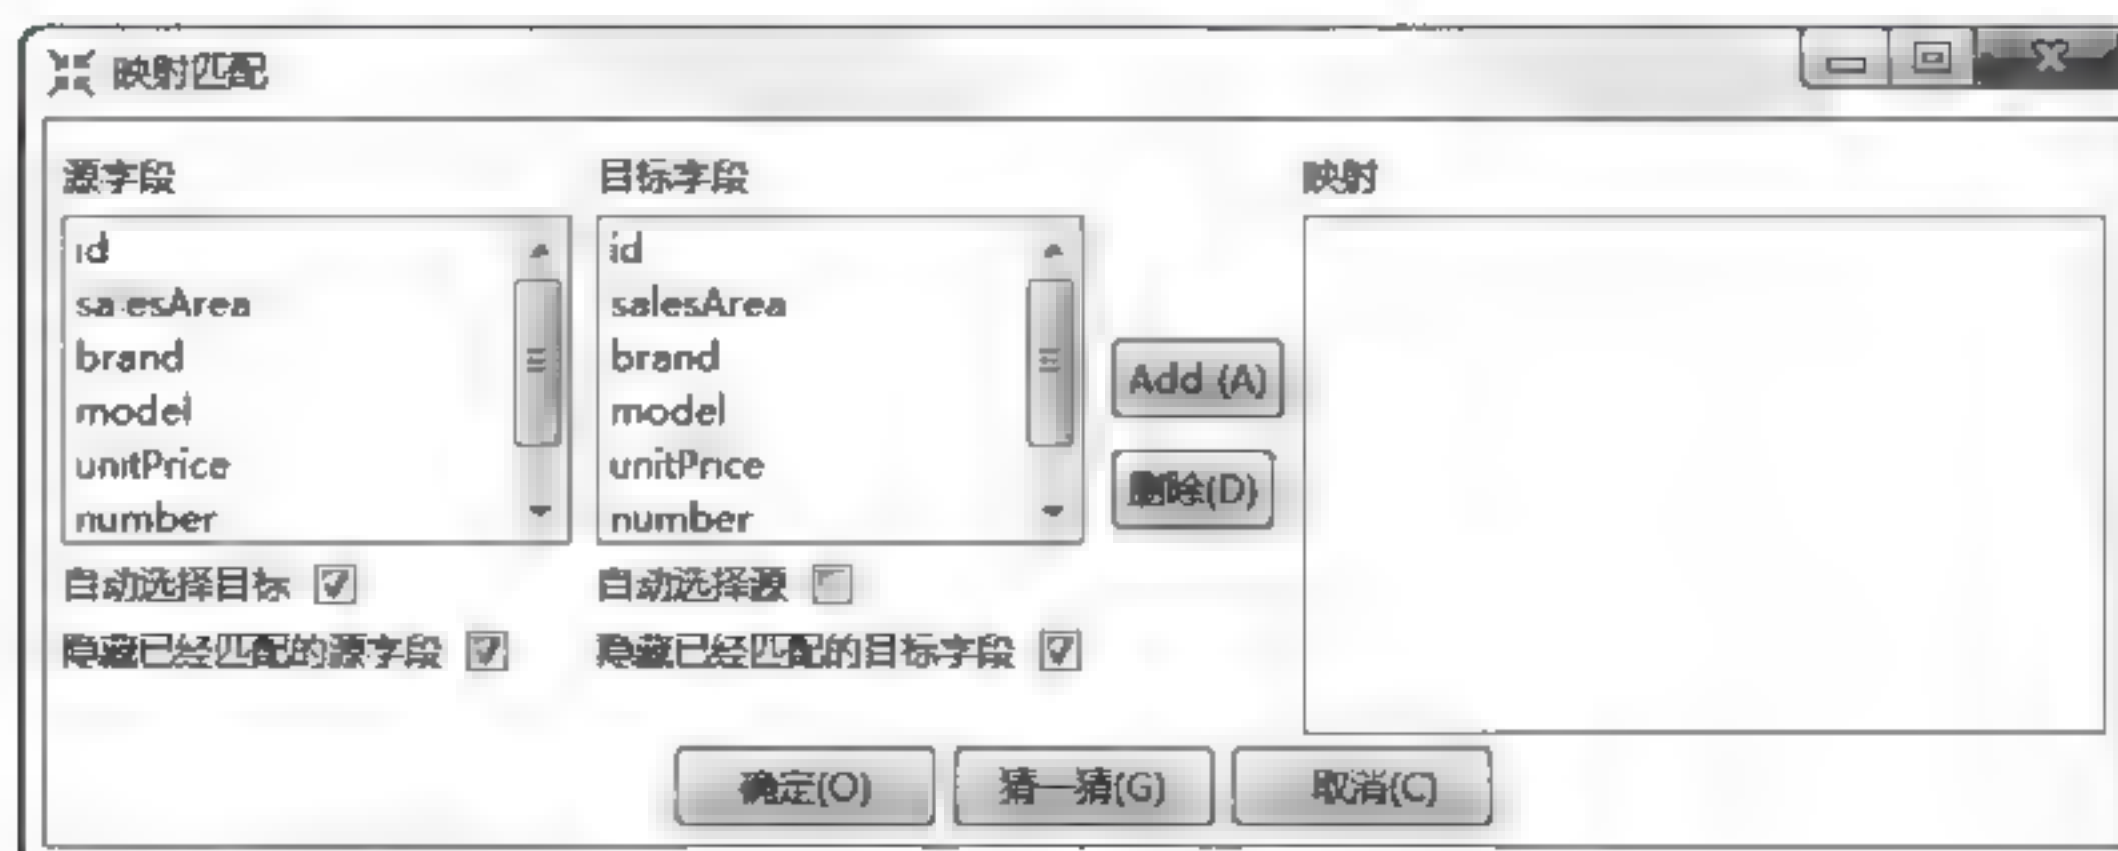 映射匹配
源字段
目标字段
映射
id
salesArea
brand
model
unitPrice
number
id
salesArea
brand
model
unitPrice
number
Add (A)
删除(D)
自动选择目标
自动选择源
隐藏已经匹配的源字段
隐藏已经匹配的目标字段
确定(O)
猜一猜(G)
取消(C)